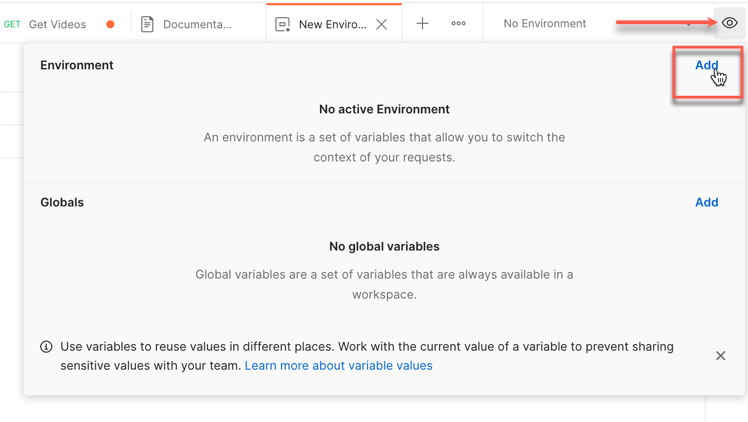 GET Get Videos Documenta... New Enviro... No Environment
Environment Add
No active Environment
An environment is a set of variables that allow you to switch the
context of your requests.
Globals Add
No global variables
Global variables are a set of variables that are always available in a
workspace.
Use variables to reuse values in different places. Work with the current value of a variable to prevent sharing
sensitive values with your team. Learn more about variable values